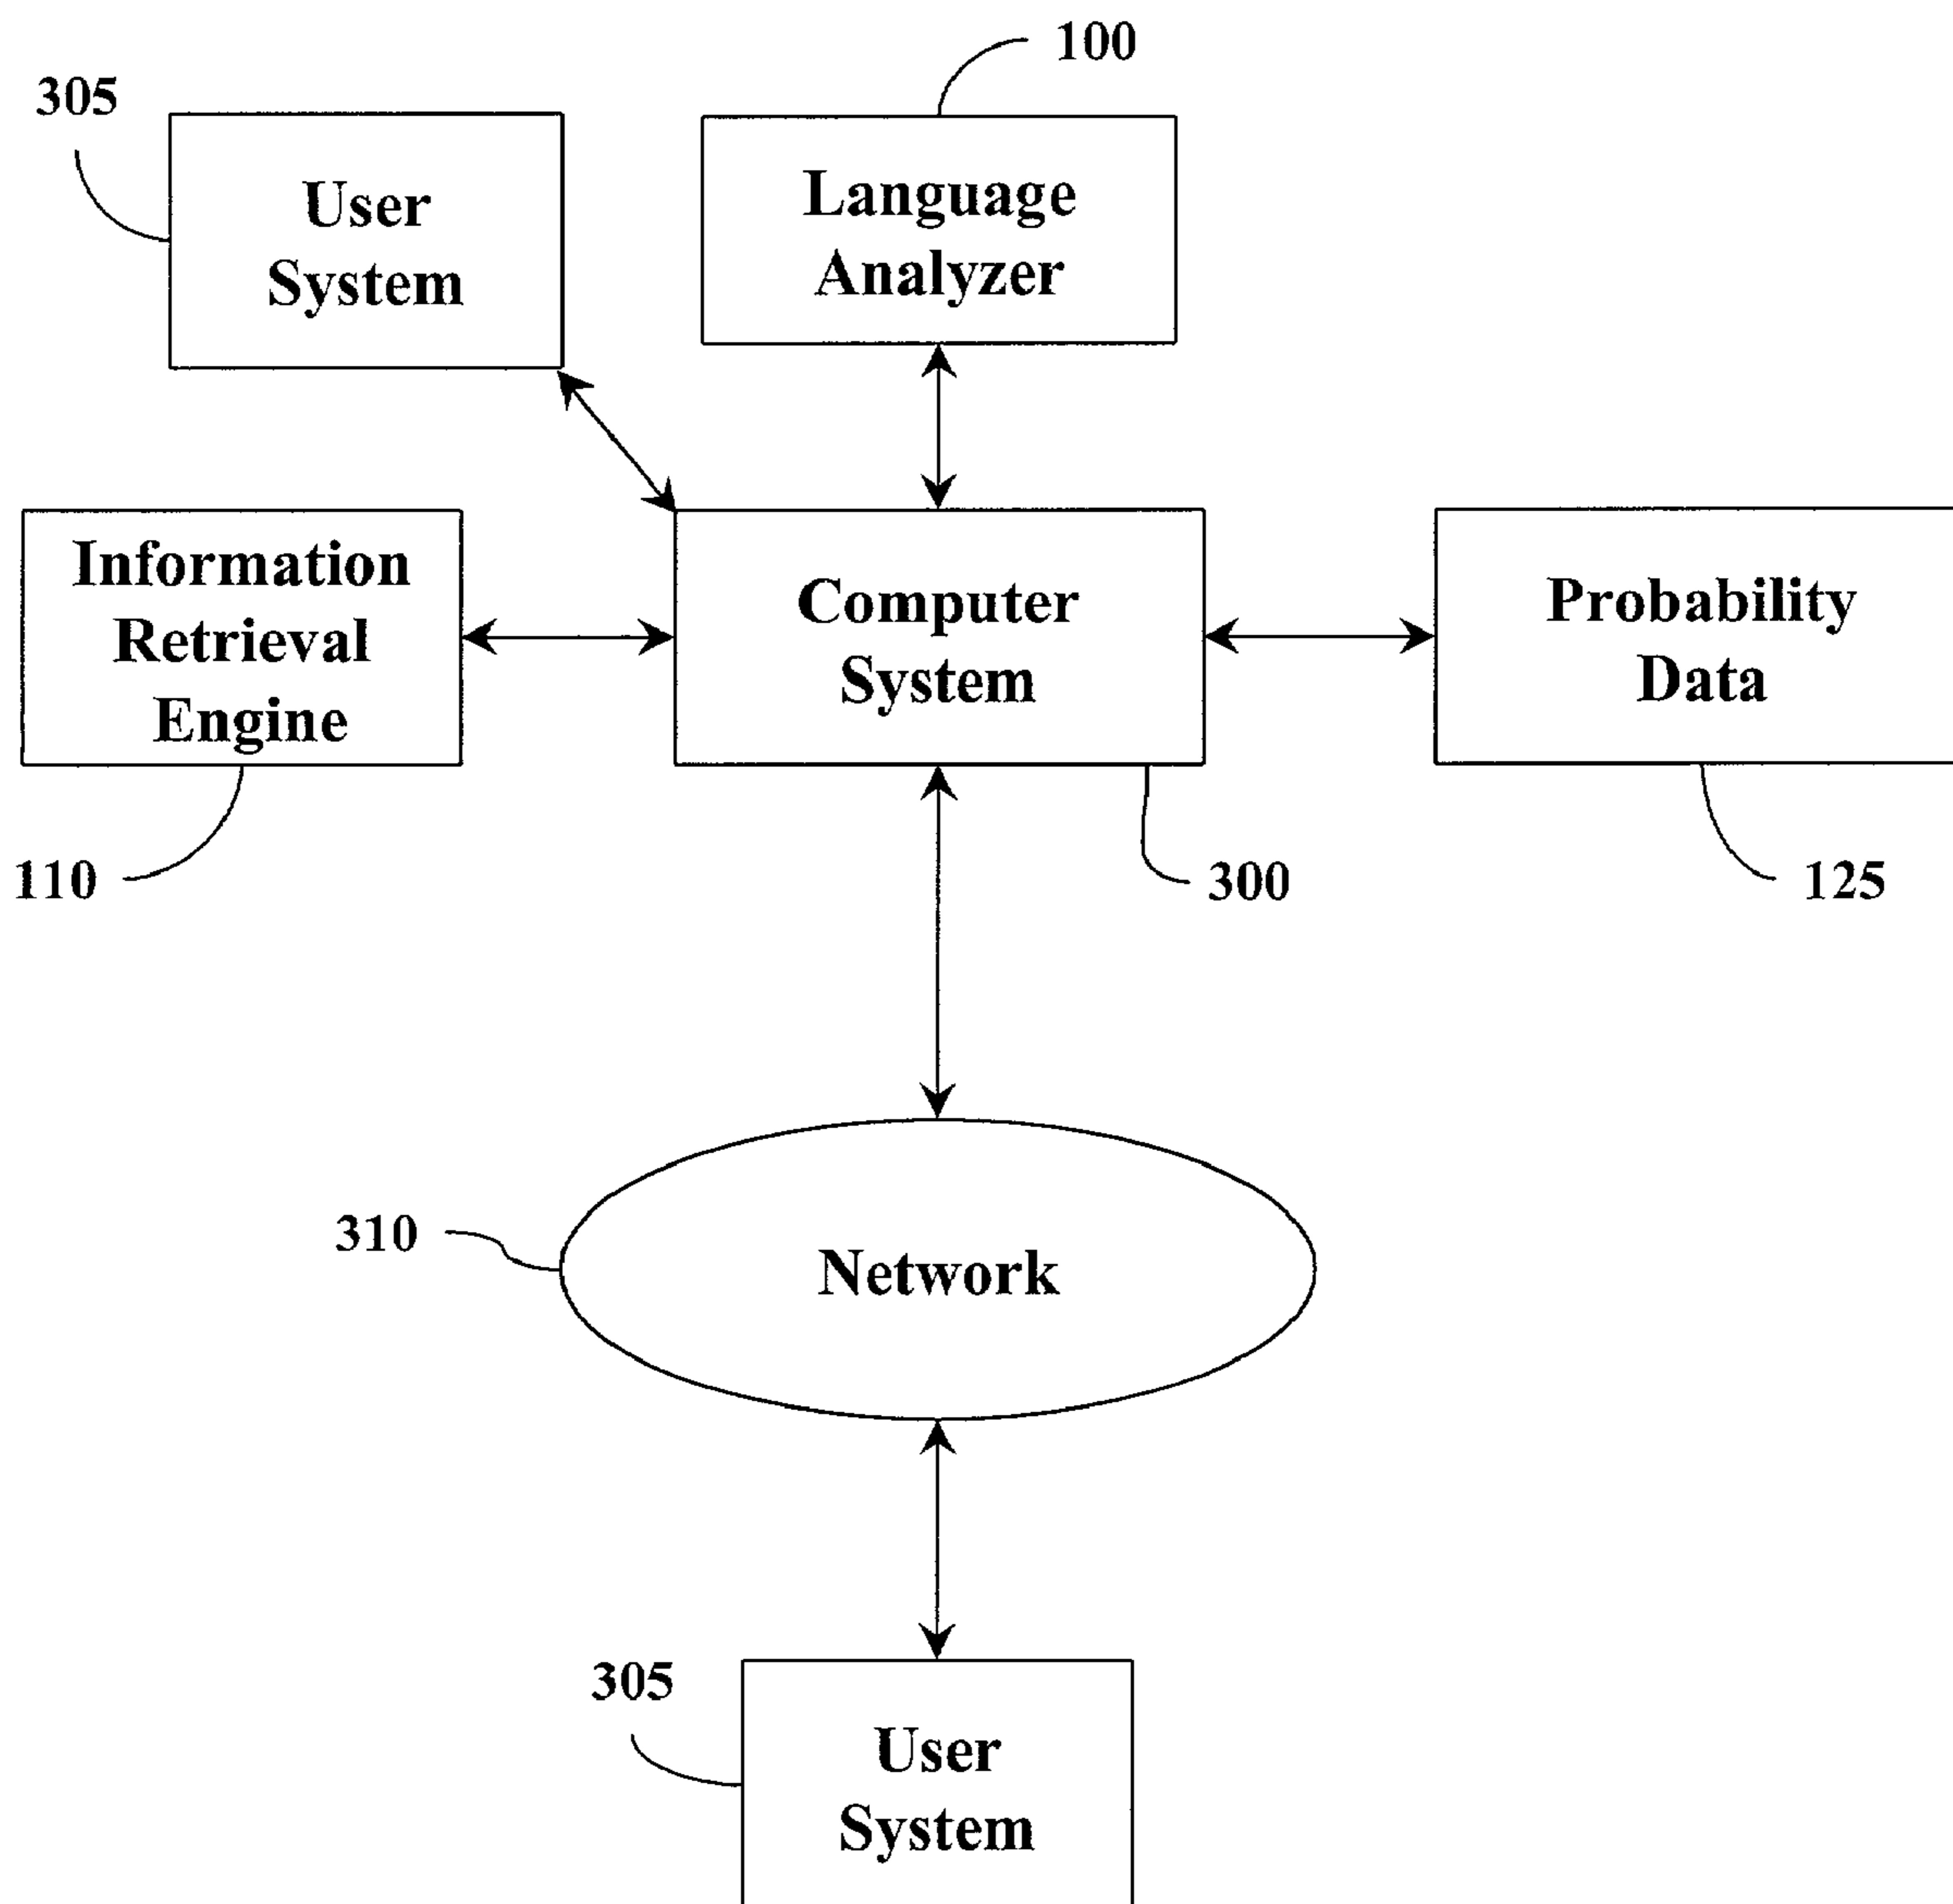 100
305
User
System
Language
Analyzer
Information
Retrieval
Engine
Computer
System
Probability
Data
110
300
125
310
Network
305
User
System